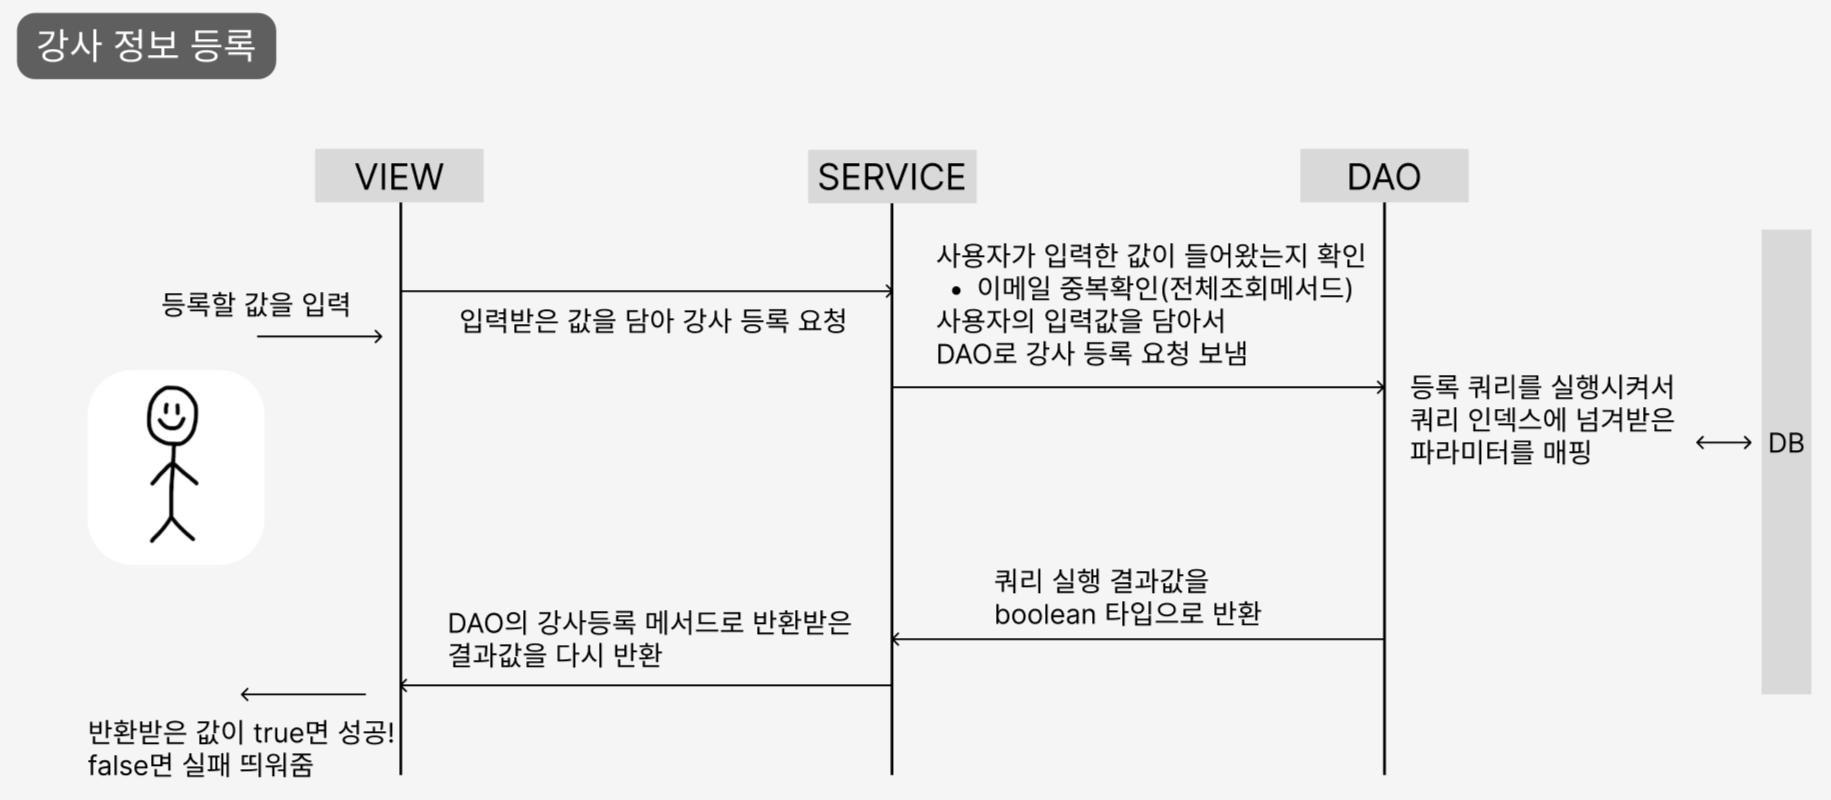 강사 정보 등록
VIEW
SERVICE
DAO
등록할 값을 입력
입력받은 값을 담아 강사 등록 요청
사용자가 입력한 값이 들어왔는지 확인
• 이메일 중복확인(전체조회메서드)
사용자의 입력값을 담아서
DAO로 강사 등록 요청 보냄
등록 쿼리를 실행시켜서
쿼리 인덱스에 넘겨받은
파라미터를 매핑
DB
쿼리 실행 결과값을
boolean 타입으로 반환
DAO의 강사등록 메서드로 반환받은
결과값을 다시 반환
반환받은 값이 true면 성공!
false면 실패 띄워줌